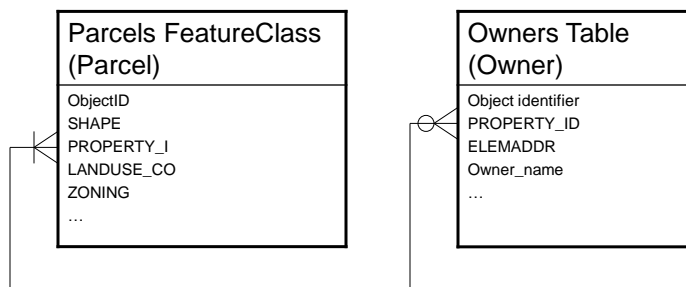 Parcels FeatureClass
(Parcel)
ObjectID
SHAPE
PROPERTY_I
LANDUSE_CO
ZONING
…
Owners Table
(Owner)
Object identifier
PROPERTY_ID
ELEMADDR
Owner_name
…